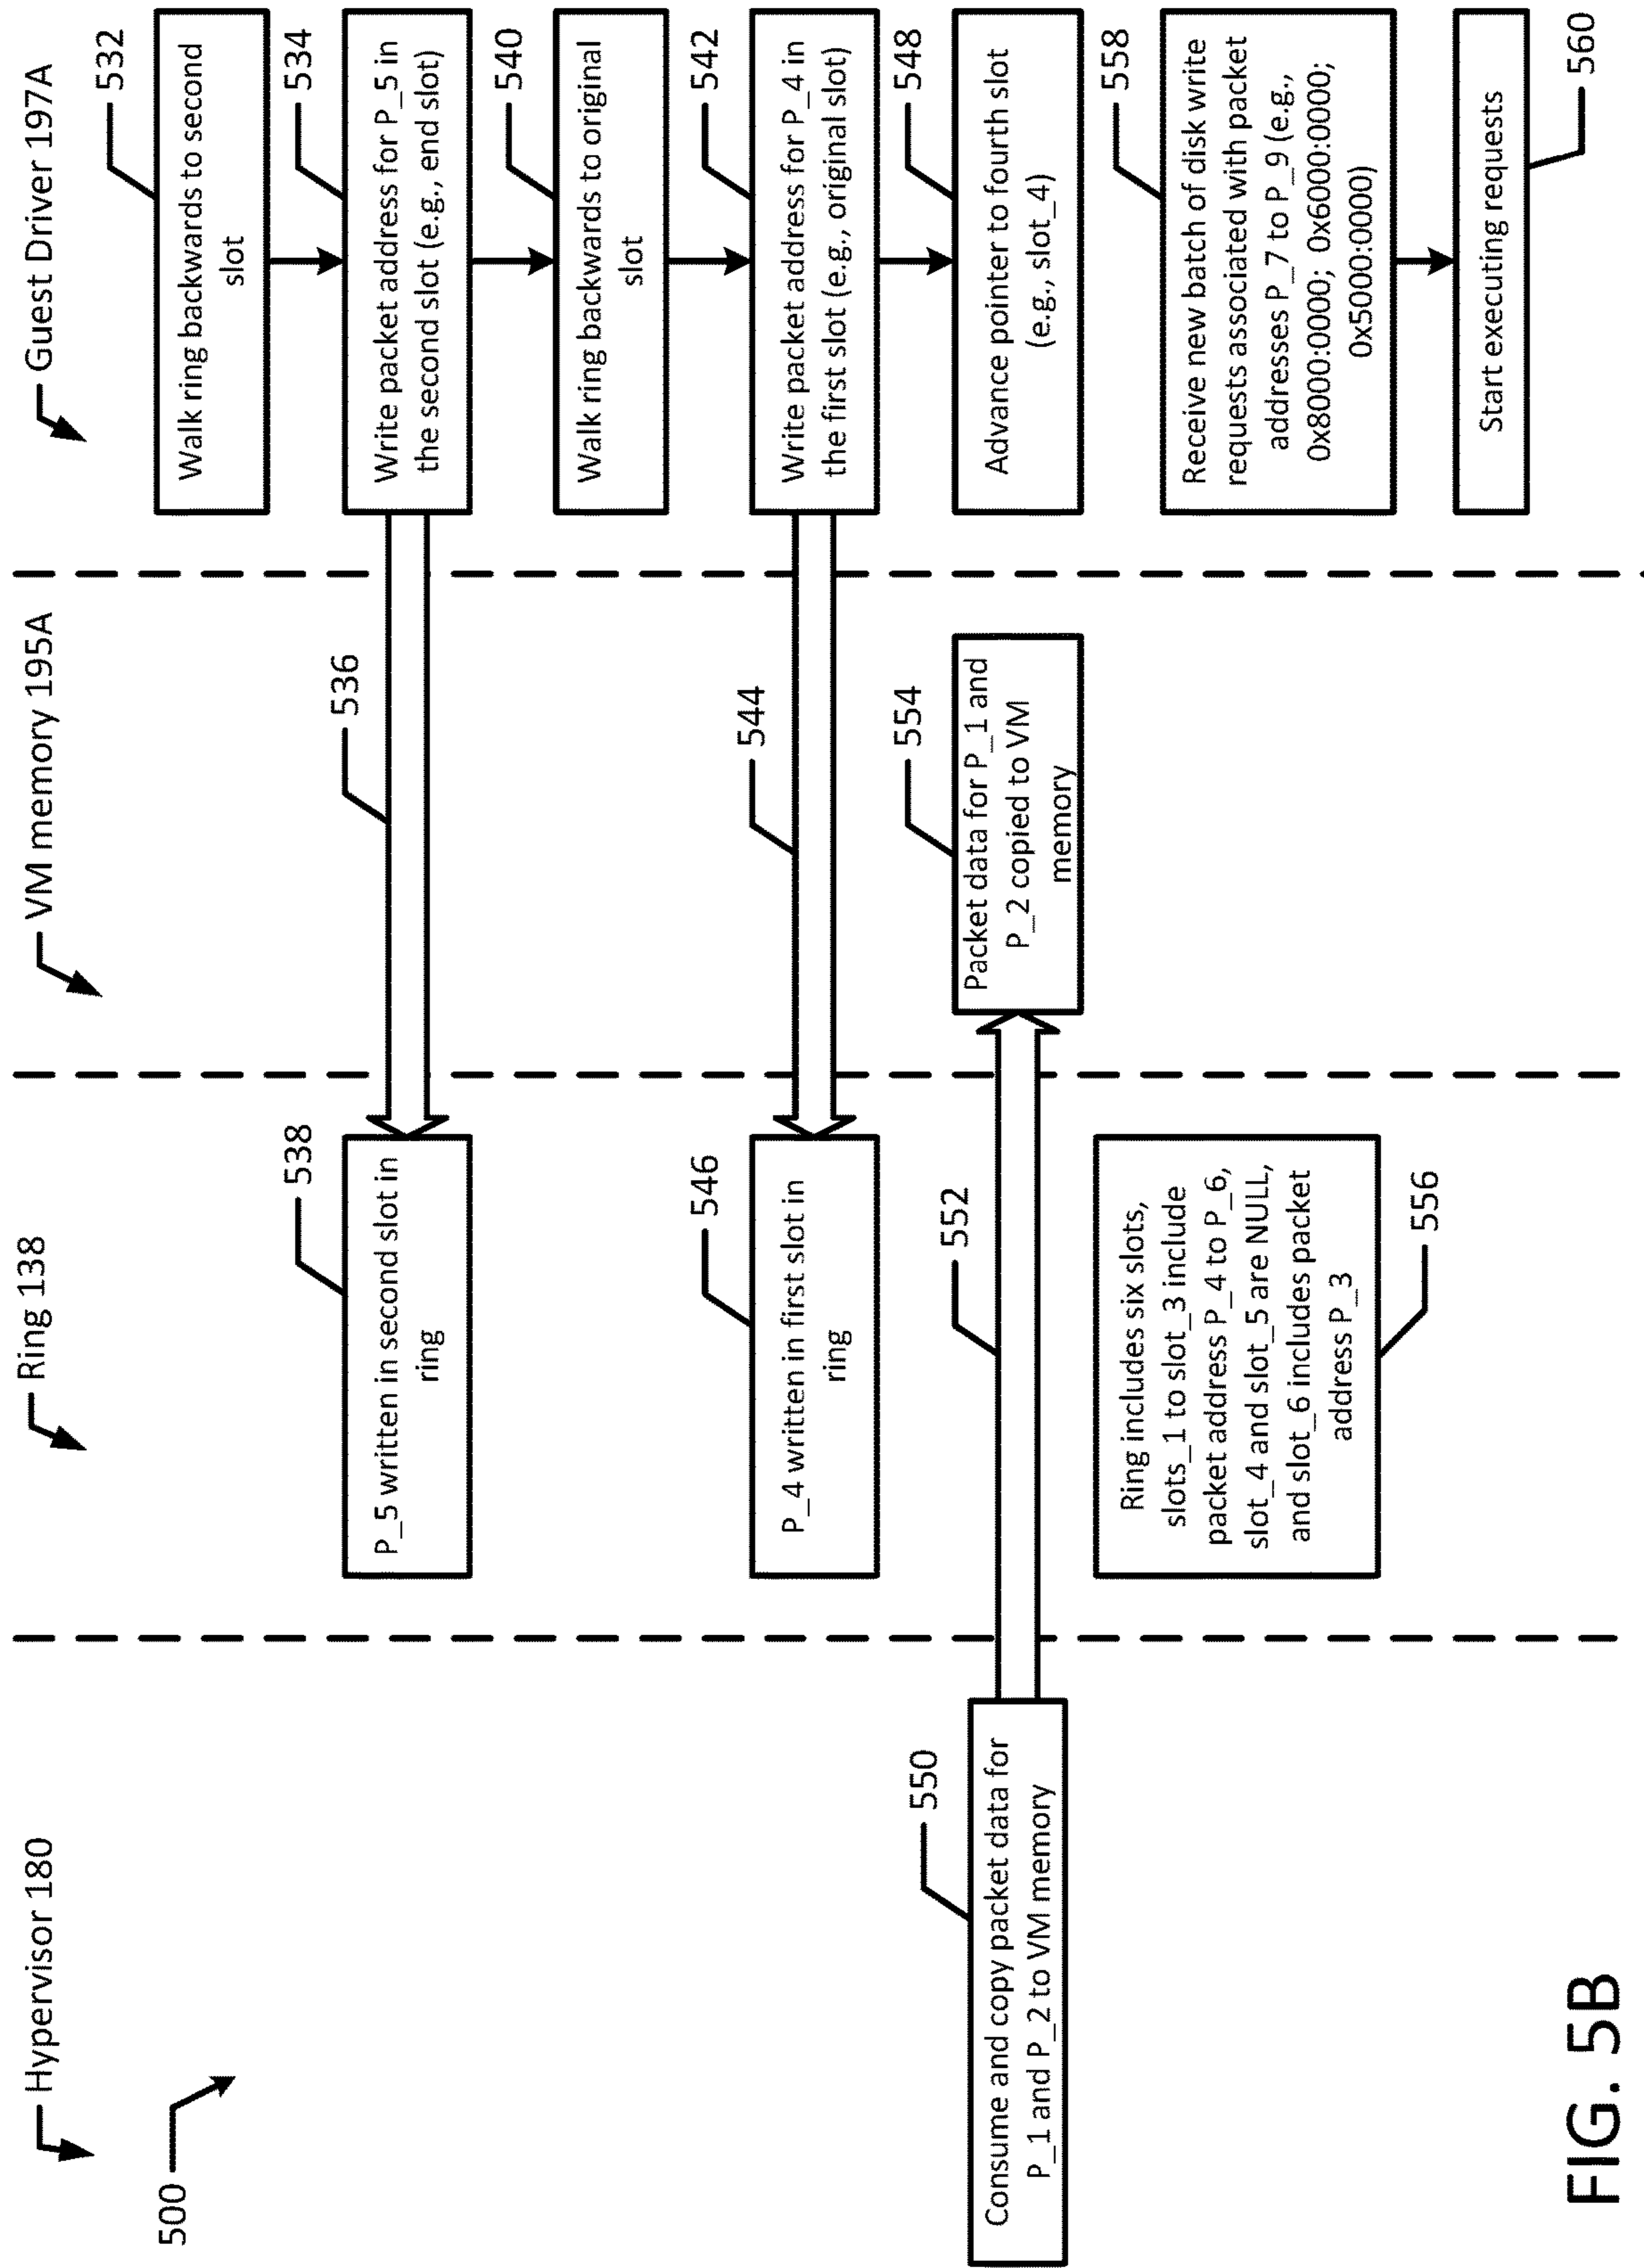 Hypervisor 180
Ring 138
VM memory 195A
Guest Driver 197A
500
532
Walk ring backwards to second
slot
534
Write packet address for P_5 in
the second slot (e.g., end slot)
536
538
P_5 written in second slot in
ring
540
Walk ring backwards to original
slot
542
Write packet address for P_4 in
the first slot (e.g., original slot)
544
546
P_4 written in first slot in
ring
548
Advance pointer to fourth slot
(e.g., slot_4)
550
Consume and copy packet data for
P_1 and P_2 to VM memory
552
554
Packet data for P_1 and
P_2 copied to VM
memory
Ring includes six slots,
slots_1 to slot_3 include
packet address P_4 to P_6,
slot_4 and slot_5 are NULL,
and slot_6 includes packet
address P_3
556
558
Receive new batch of disk write
requests associated with packet
addresses P_7 to P_9 (e.g.,
0x8000:0000; 0x6000:0000;
0x5000:0000)
Start executing requests
560
FIG. 5B